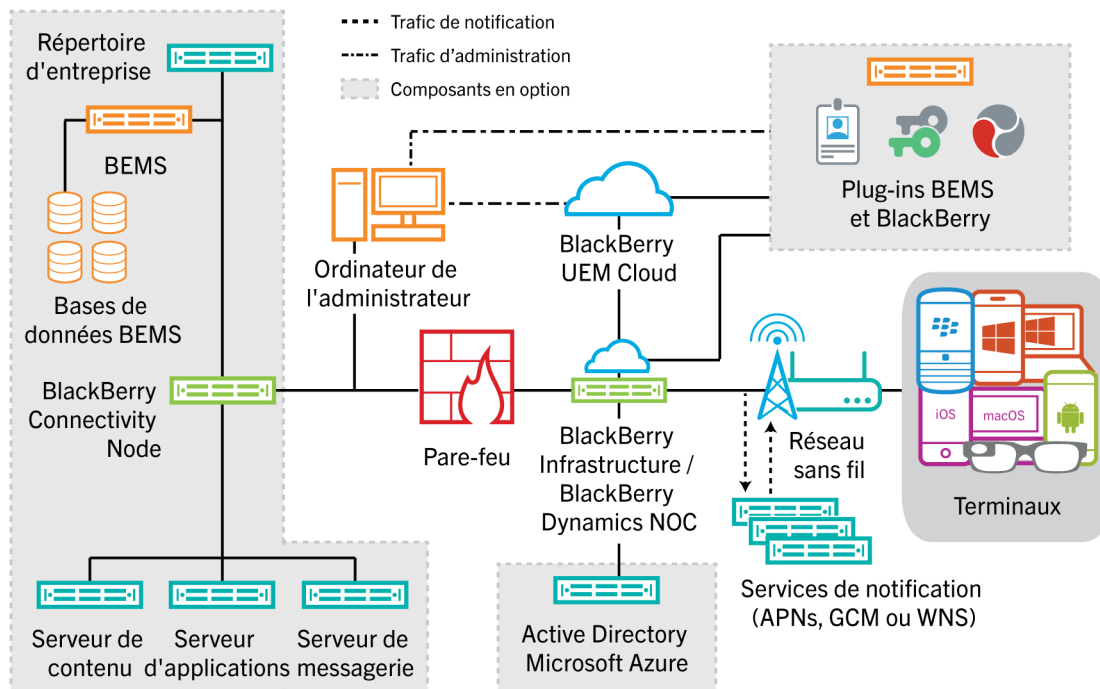 Trafic de notification
Trafic d'administration
Composants en option
Répertoire
d'entreprise
BEMS
Bases de
données BEMS
BlackBerry
Connectivity
Node
Serveur de
contenu
Serveur
d'applications
Serveur de
messagerie
Ordinateur de
l'administrateur
Pare-feu
BlackBerry
UEM Cloud
BlackBerry
Infrastructure /
BlackBerry
Dynamics NOC
Active Directory
Microsoft Azure
Plug-ins BEMS
et BlackBerry
Réseau
sans fil
Services de notification
(APNs, GCM ou WNS)
iOS
macOS
Terminaux